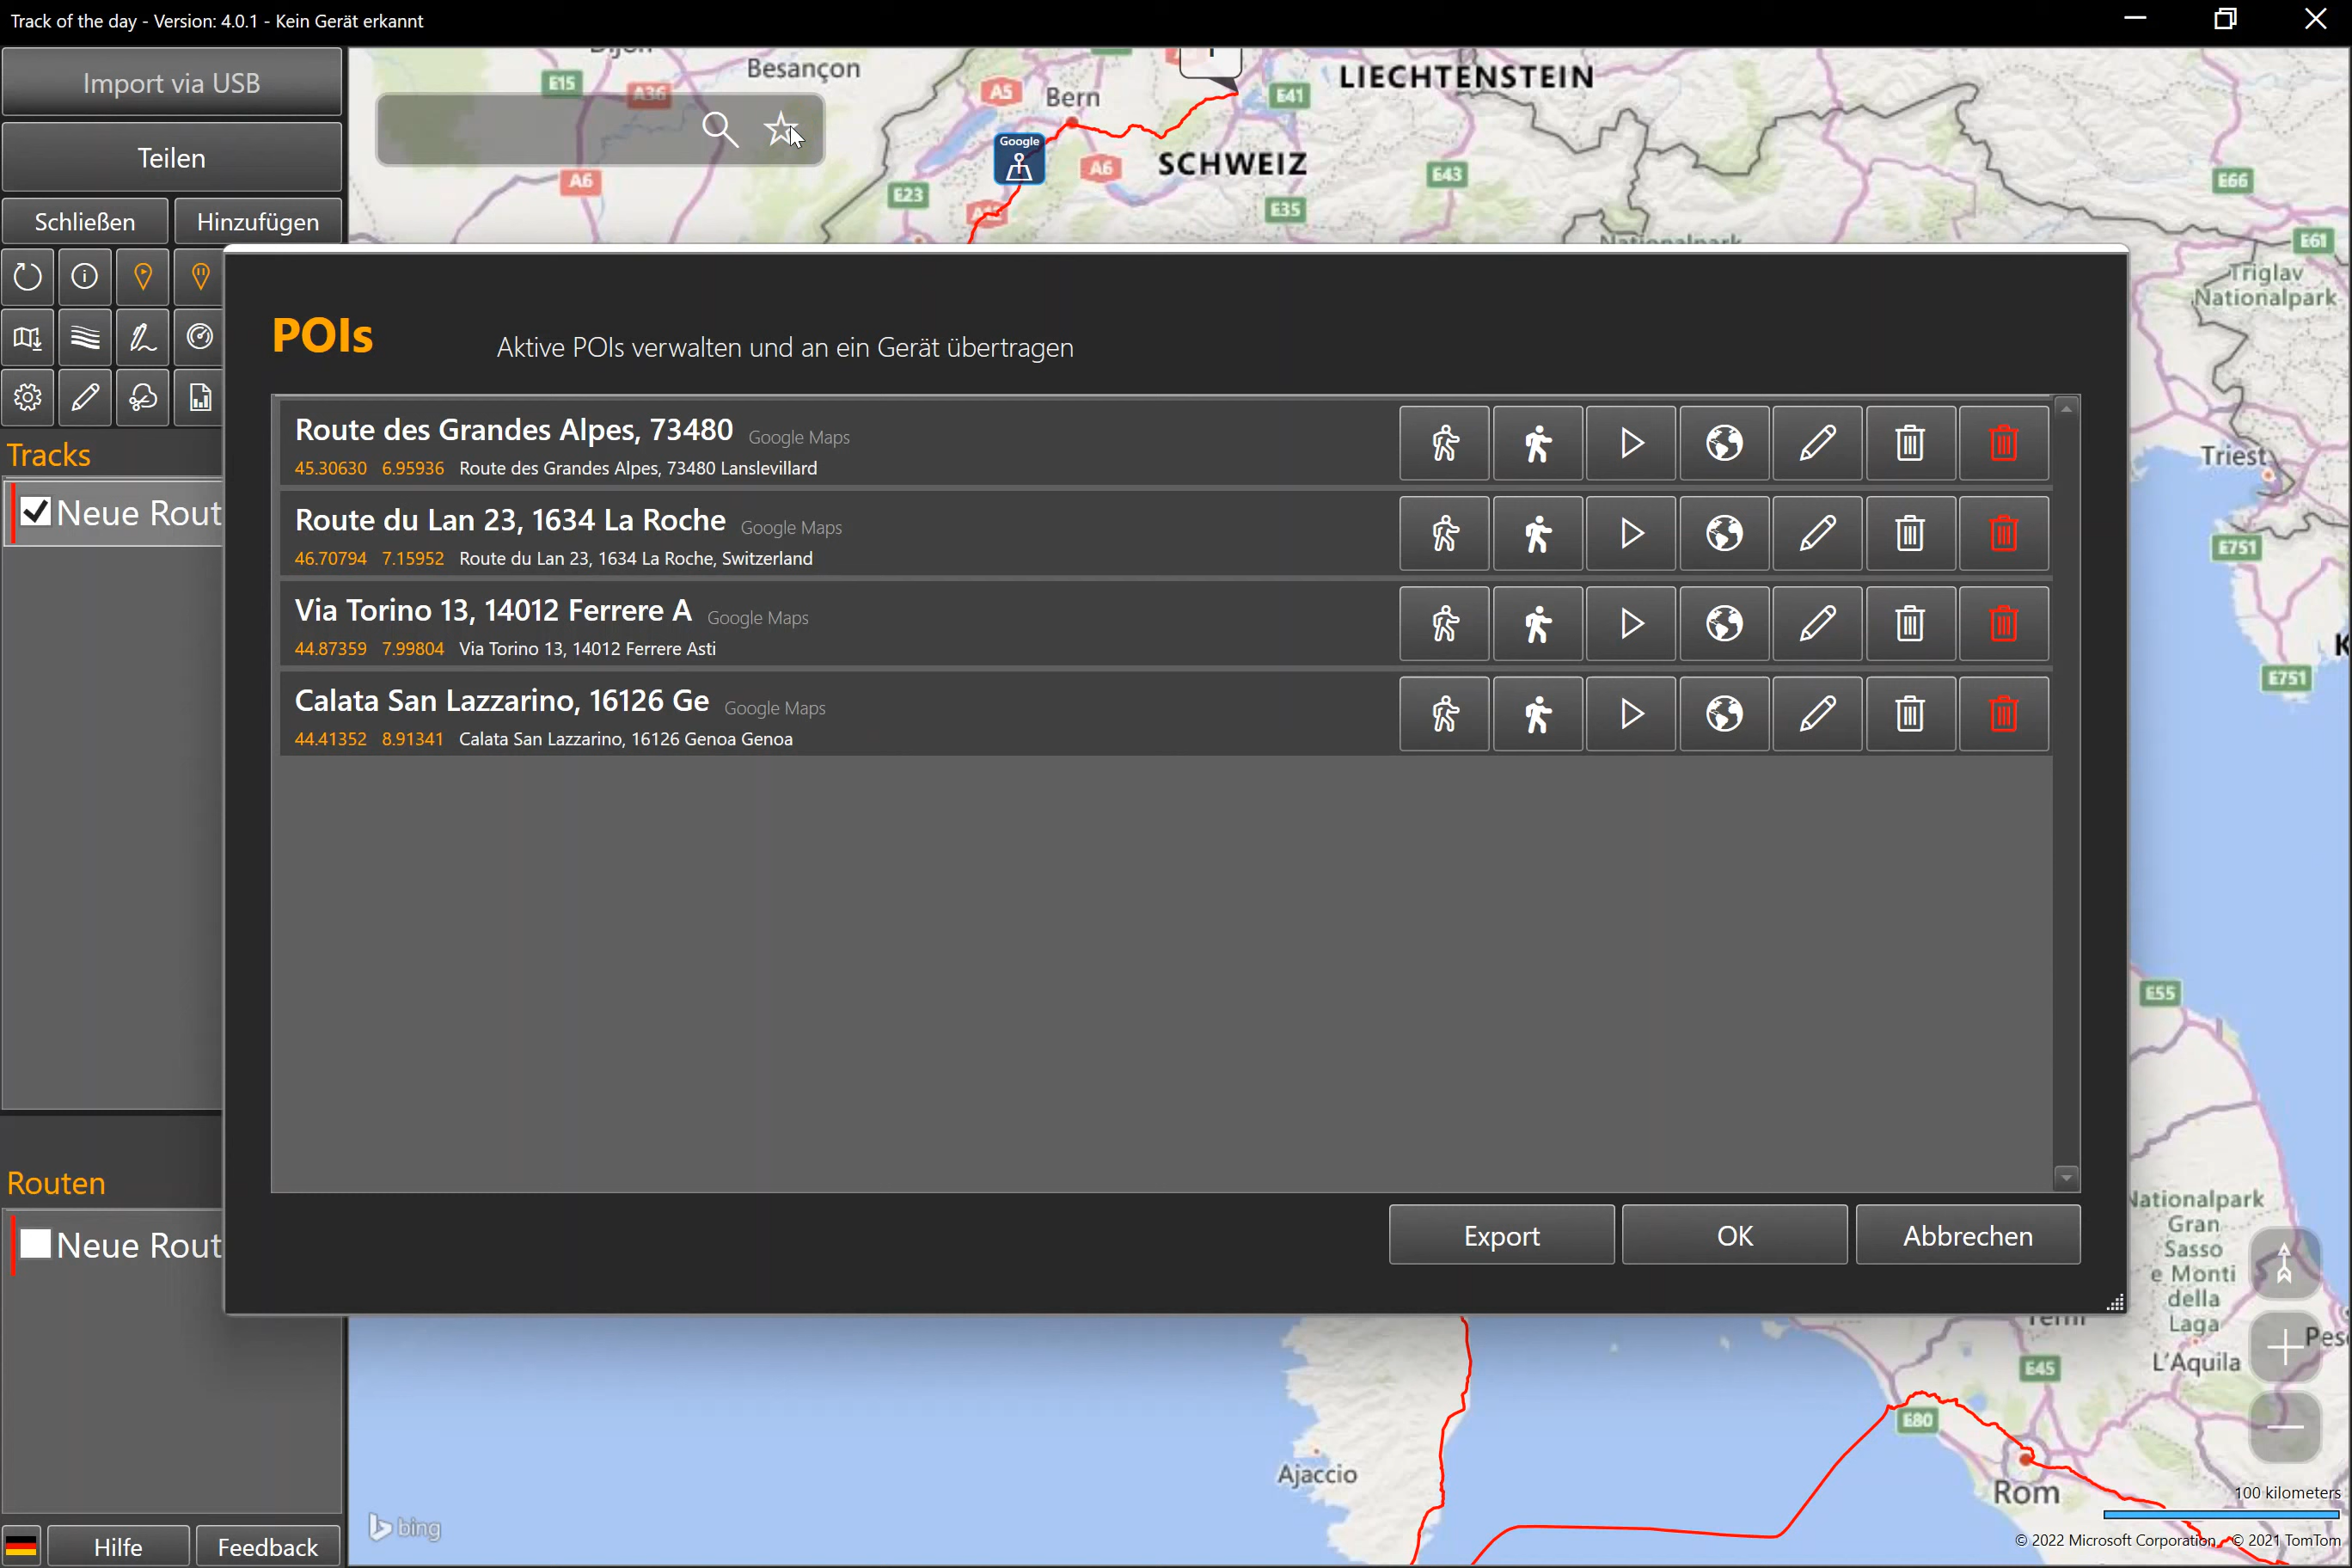 Track of the day - Version: 4.0.1 - Kein Gerät erkannt
Import via USB
Teilen
Schließen
Hinzufügen
Tracks
Neue Rout
Routen
Neue Rout
Hilfe
Feedback
Besançon
Bern
LIECHTENSTEIN
SCHWEIZ
E15
A36
A6
A5
E41
Google
A6
E23
E35
E43
E66
E61
Triglav
Nationalpark
Triest
E751
E751
E55
POIs
Aktive POIs verwalten und an ein Gerät übertragen
Route des Grandes Alpes, 73480 Google Maps
45.30630 6.95936 Route des Grandes Alpes, 73480 Lanslevillard
Route du Lan 23, 1634 La Roche Google Maps
46.70794 7.15952 Route du Lan 23, 1634 La Roche, Switzerland
Via Torino 13, 14012 Ferrere A Google Maps
44.87359 7.99804 Via Torino 13, 14012 Ferrere Asti
Calata San Lazzarino, 16126 Ge Google Maps
44.41352 8.91341 Calata San Lazzarino, 16126 Genoa Genoa
Export
OK
Abbrechen
Nationalpark
Gran
Sasso
e Monti
della
Laga
L'Aquila
Pes
E45
E80
Ajaccio
Rom
bing
100 kilometers
© 2022 Microsoft Corporation, © 2021 TomTom